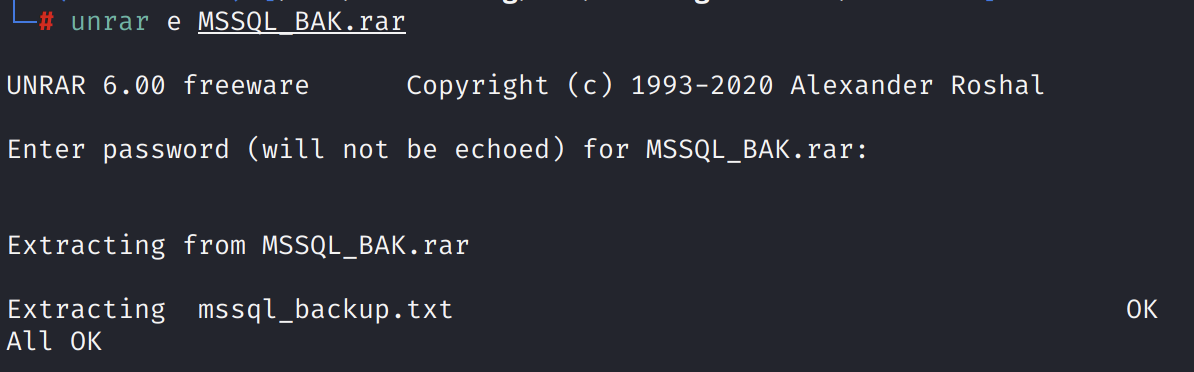 # unrar e MSSQL_BAK.rar
UNRAR 6.00 freeware Copyright (c) 1993-2020 Alexander Roshal
Enter password (will not be echoed) for MSSQL_BAK.rar:
Extracting from MSSQL_BAK.rar
Extracting mssql_backup.txt OK
All OK